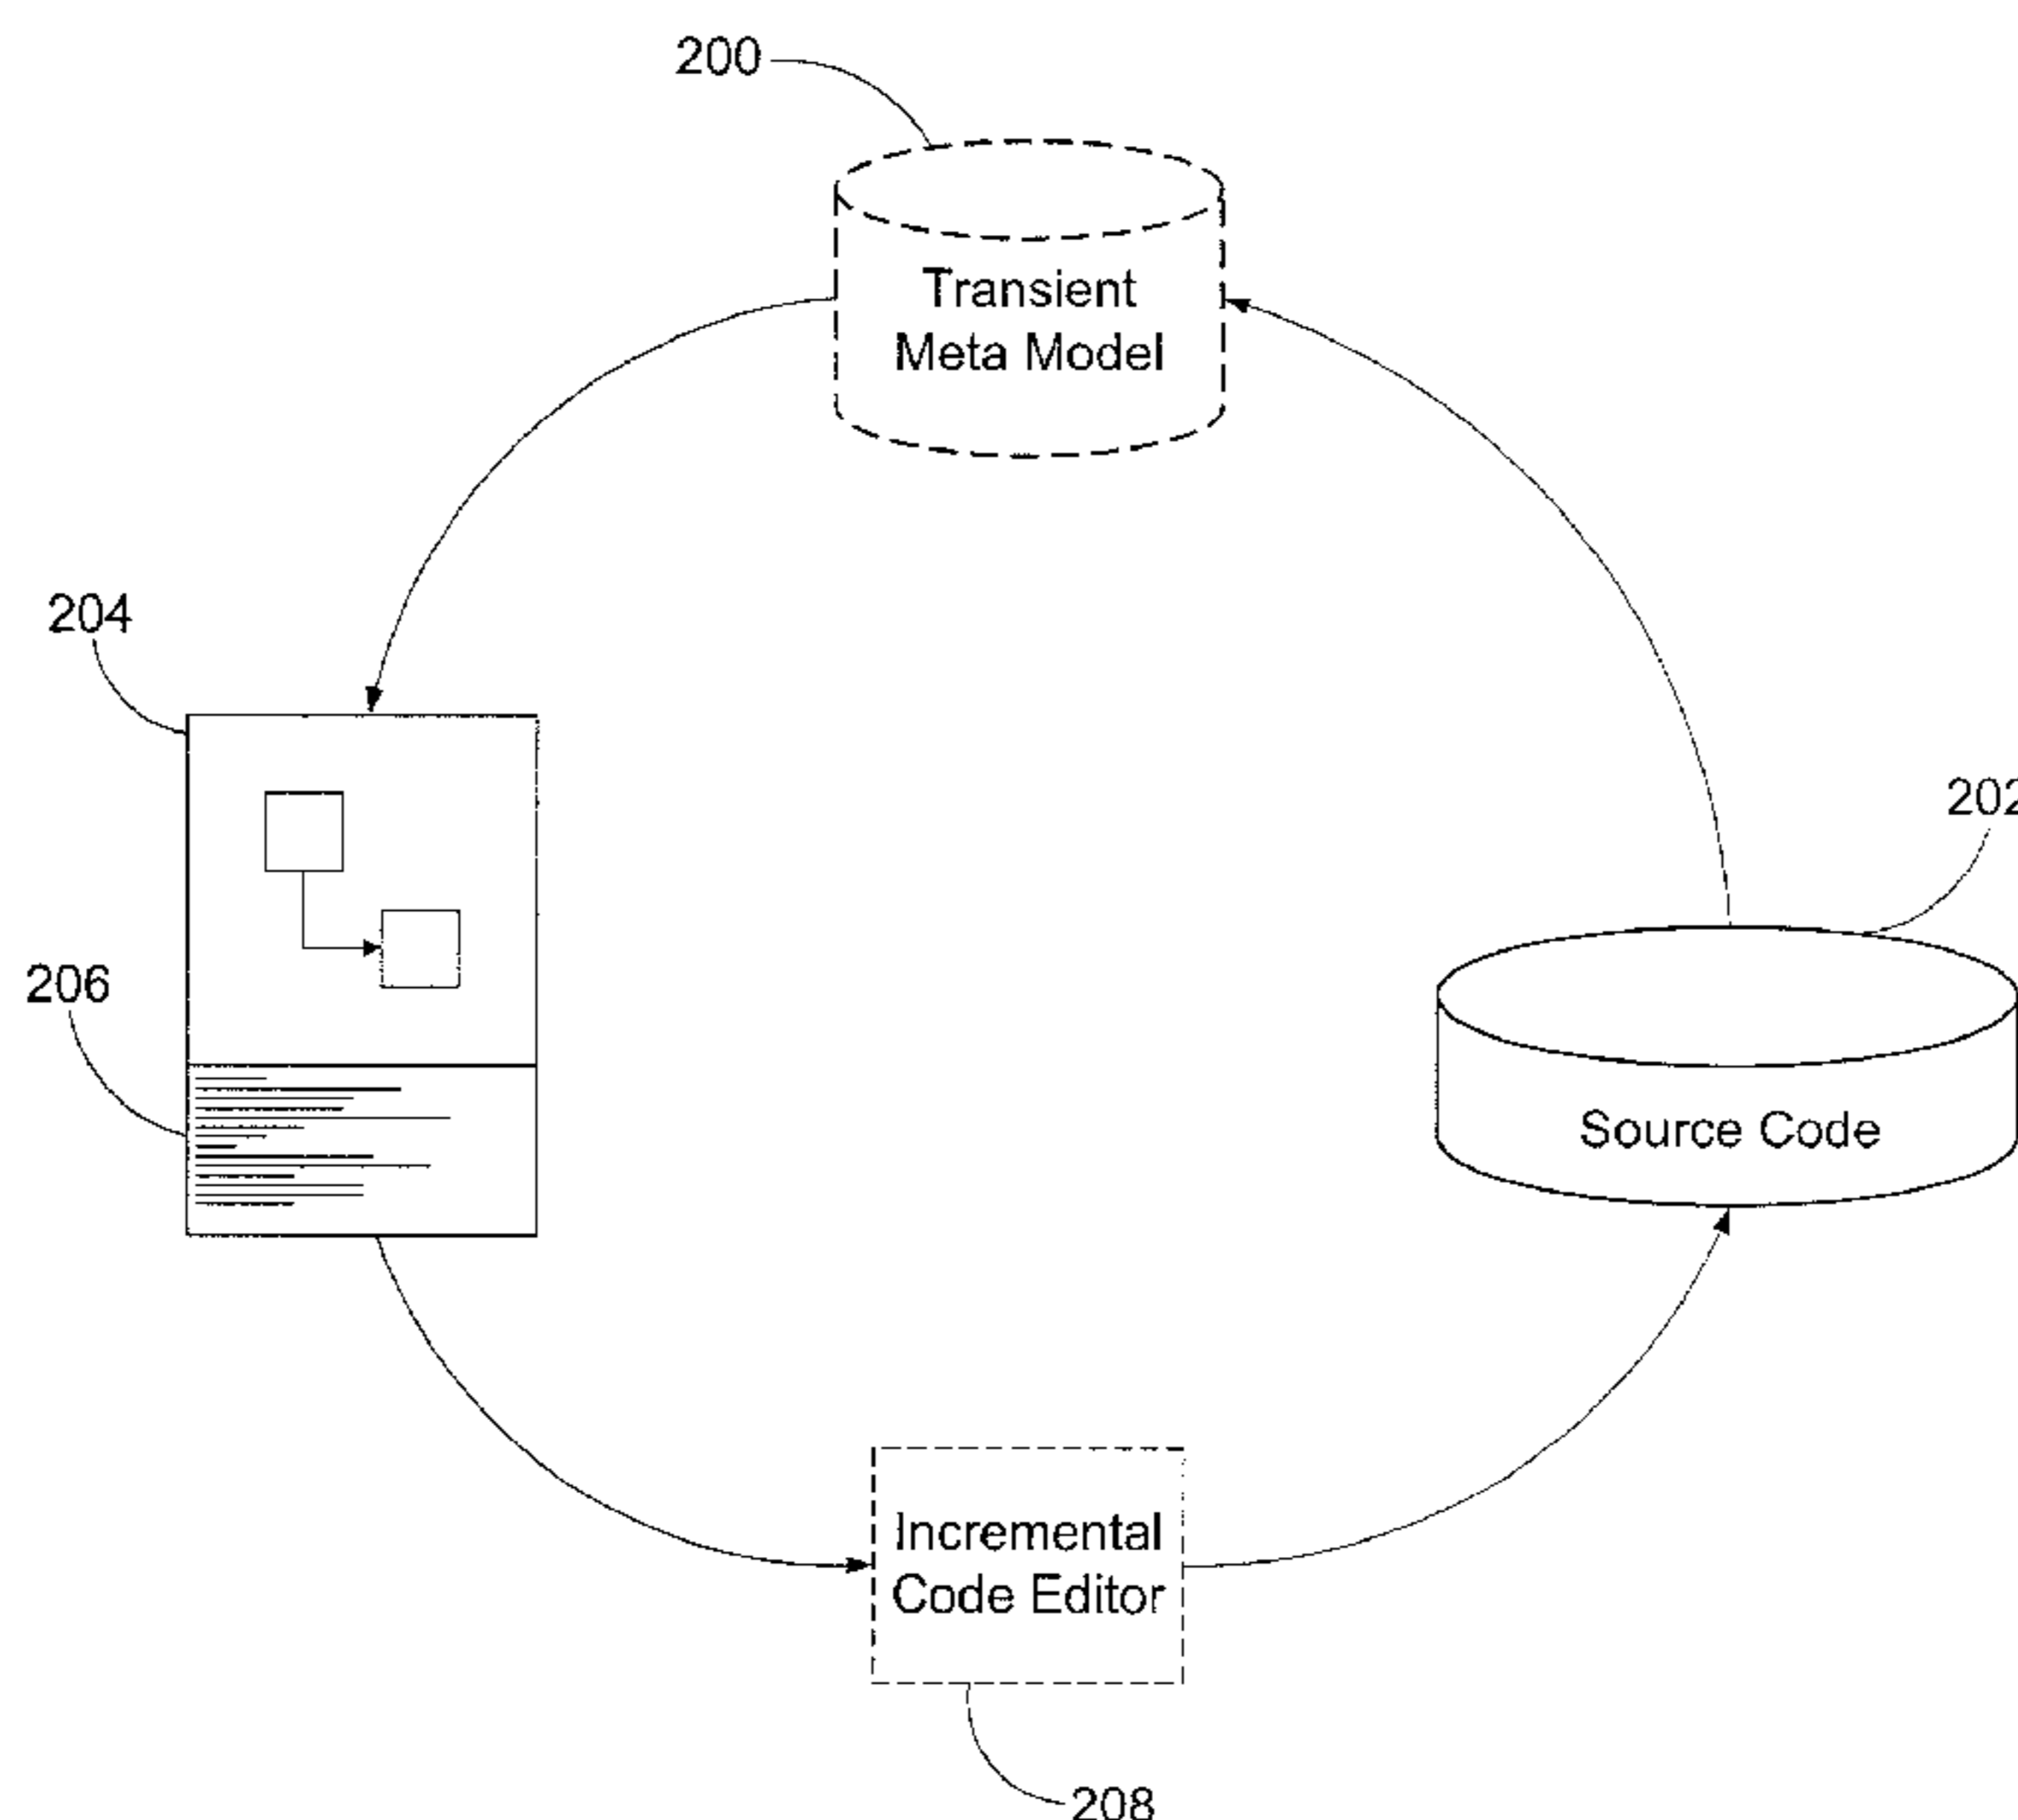 200
Transient
Meta Model
204
202
206
Source Code
Incremental
Code Editor
208